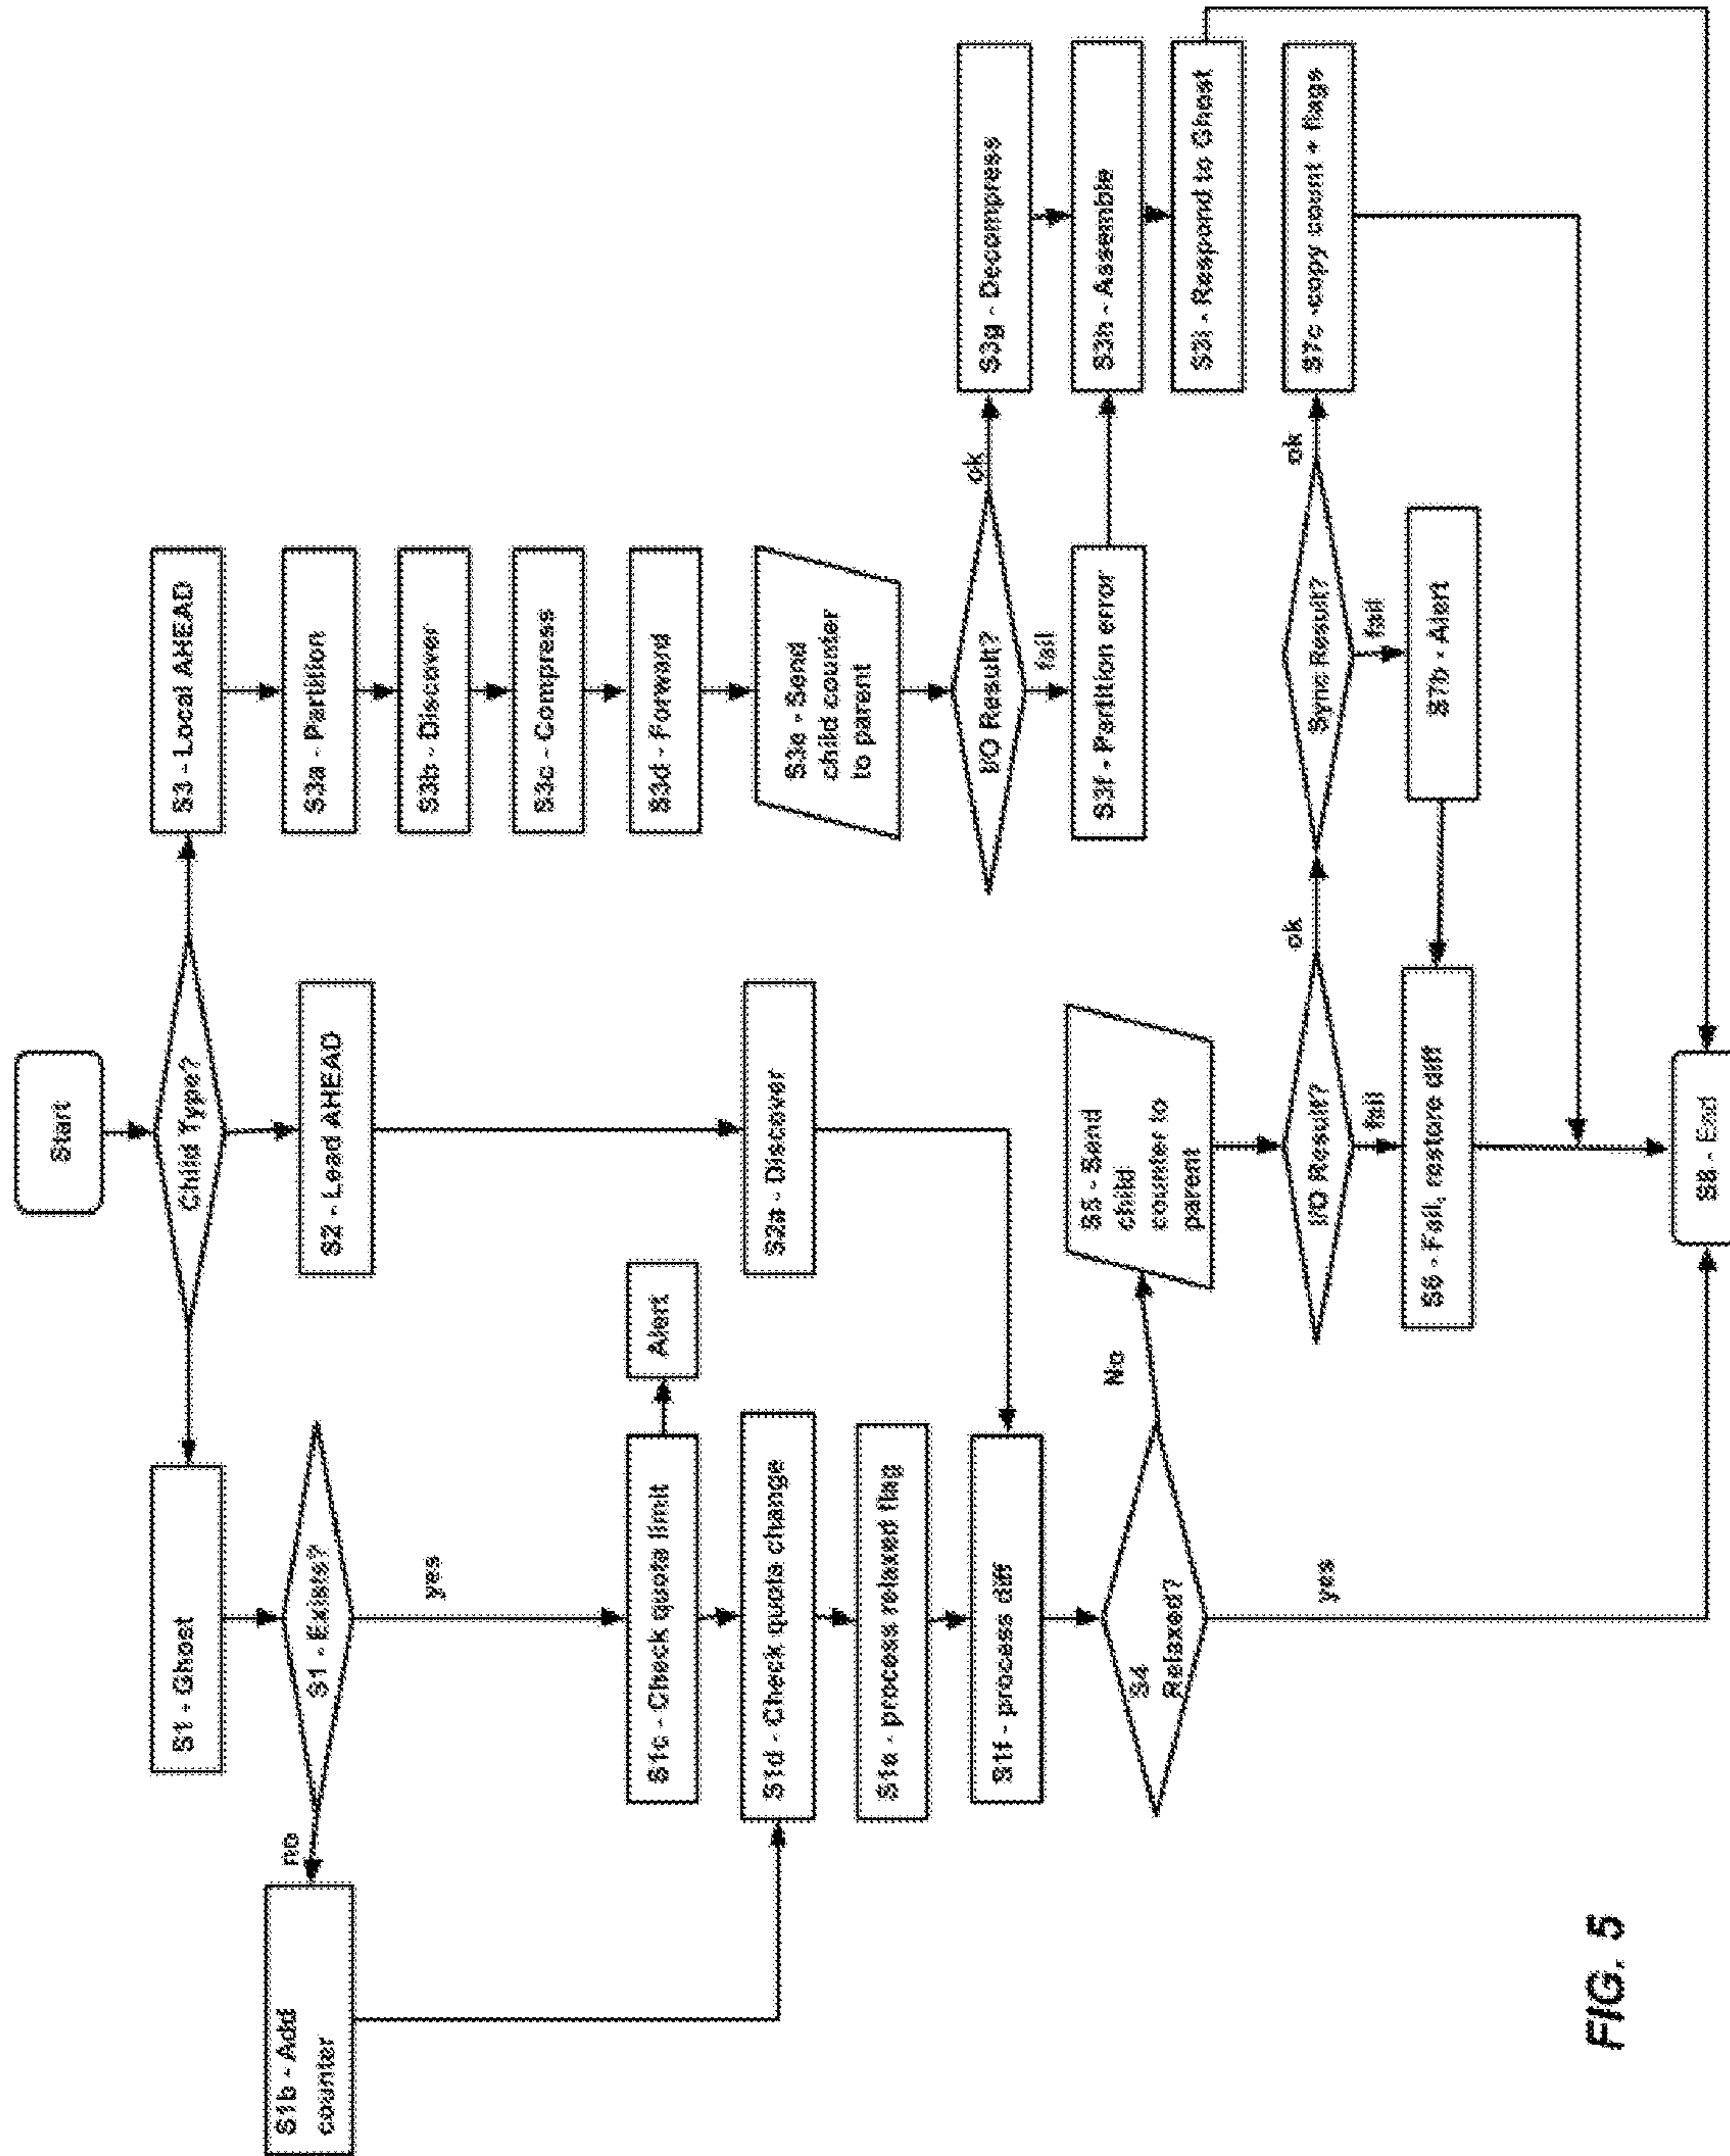 Start
Child Type?
S1 - Ghost
S2 - Lead AHEAD
S3 - Local AHEAD
S1 - Exists?
no
yes
S1b - Add
counter
S1c - Check quota limit
Alert
S1d - Check quota change
S1e - process relaxed flag
S1f - process diff
S2a - Discover
S3a - Partition
S3b - Discover
S3c - Compress
S3d - Forward
S3e - Send
child counter
to parent
I/O Result?
ok
fail
S3f - Partition error
S3g - Decompress
S3h - Assemble
S3i - Respond to Ghost
S4
Relaxed?
No
yes
S5 - Send
child
counter to
parent
I/O Result?
ok
fail
Sync Result?
ok
fail
S7c -copy count + flags
S7b - Alert
S6 - Fail, restore diff
S8 - End
FIG. 5